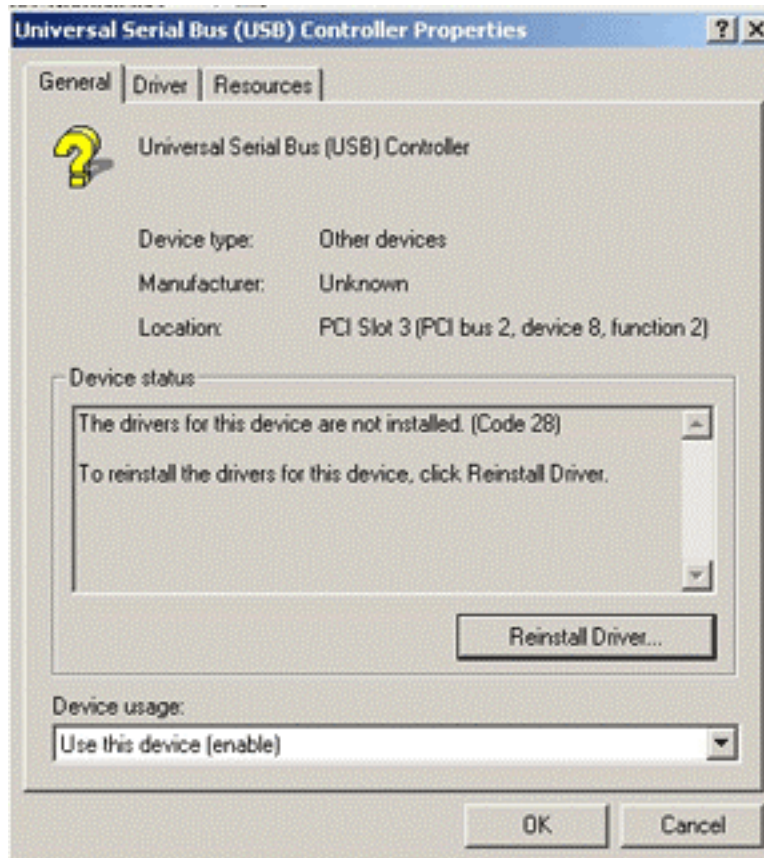 Universal Serial Bus (USB) Controller Properties
General Driver Resources
Universal Serial Bus (USB) Controller
Device type: Other devices
Manufacturer: Unknown
Location: PCI Slot 3 (PCI bus 2, device 8, function 2)
Device status
The drivers for this device are not installed. (Code 28)
To reinstall the drivers for this device, click Reinstall Driver.
Reinstall Driver...
Device usage:
Use this device (enable)
OK Cancel